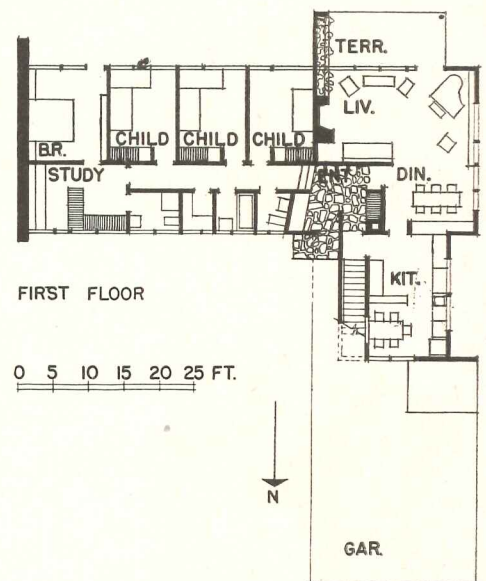 TERR.
LIV.
B.R.
CHILD
CHILD
CHILD
STUDY
ENT.
DIN.
KIT.
FIRST FLOOR
0 5 10 15 20 25 FT.
N
GAR.